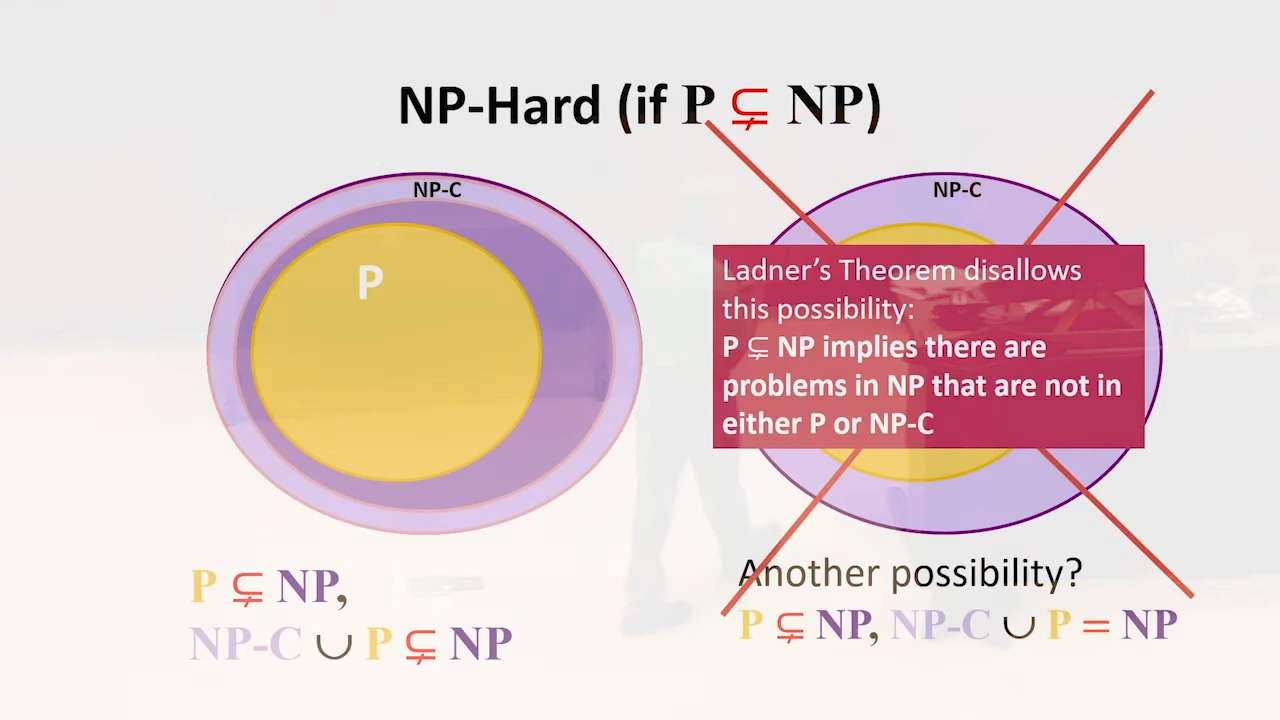 NP-Hard (if P ⊊ NP)
NP-C
P
P ⊊ NP,
NP-C ∪ P ⊊ NP
NP-C
Ladner’s Theorem disallows
this possibility:
P ⊊ NP implies there are
problems in NP that are not in
either P or NP-C
Another possibility?
P ⊊ NP, NP-C ∪ P = NP